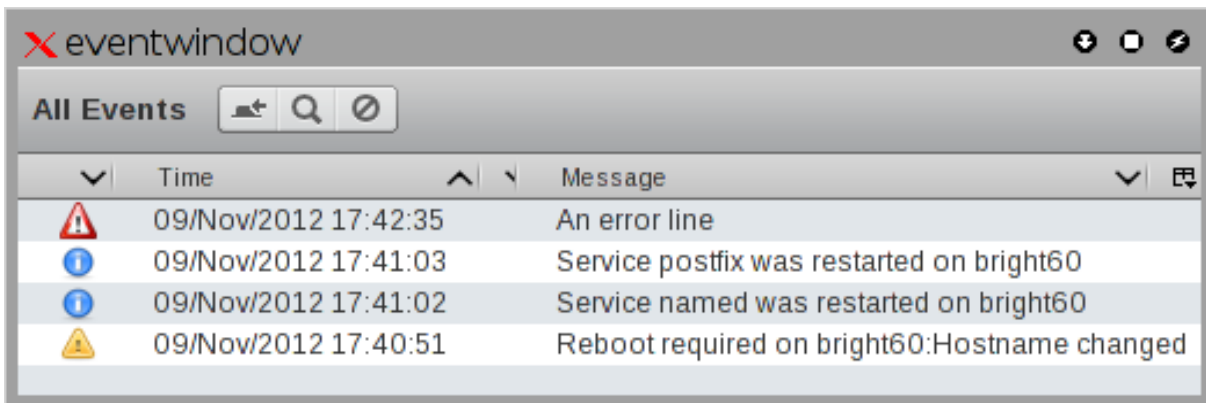 eventwindow
All Events
Time Message
09/Nov/2012 17:42:35 An error line
09/Nov/2012 17:41:03 Service postfix was restarted on bright60
09/Nov/2012 17:41:02 Service named was restarted on bright60
09/Nov/2012 17:40:51 Reboot required on bright60:Hostname changed